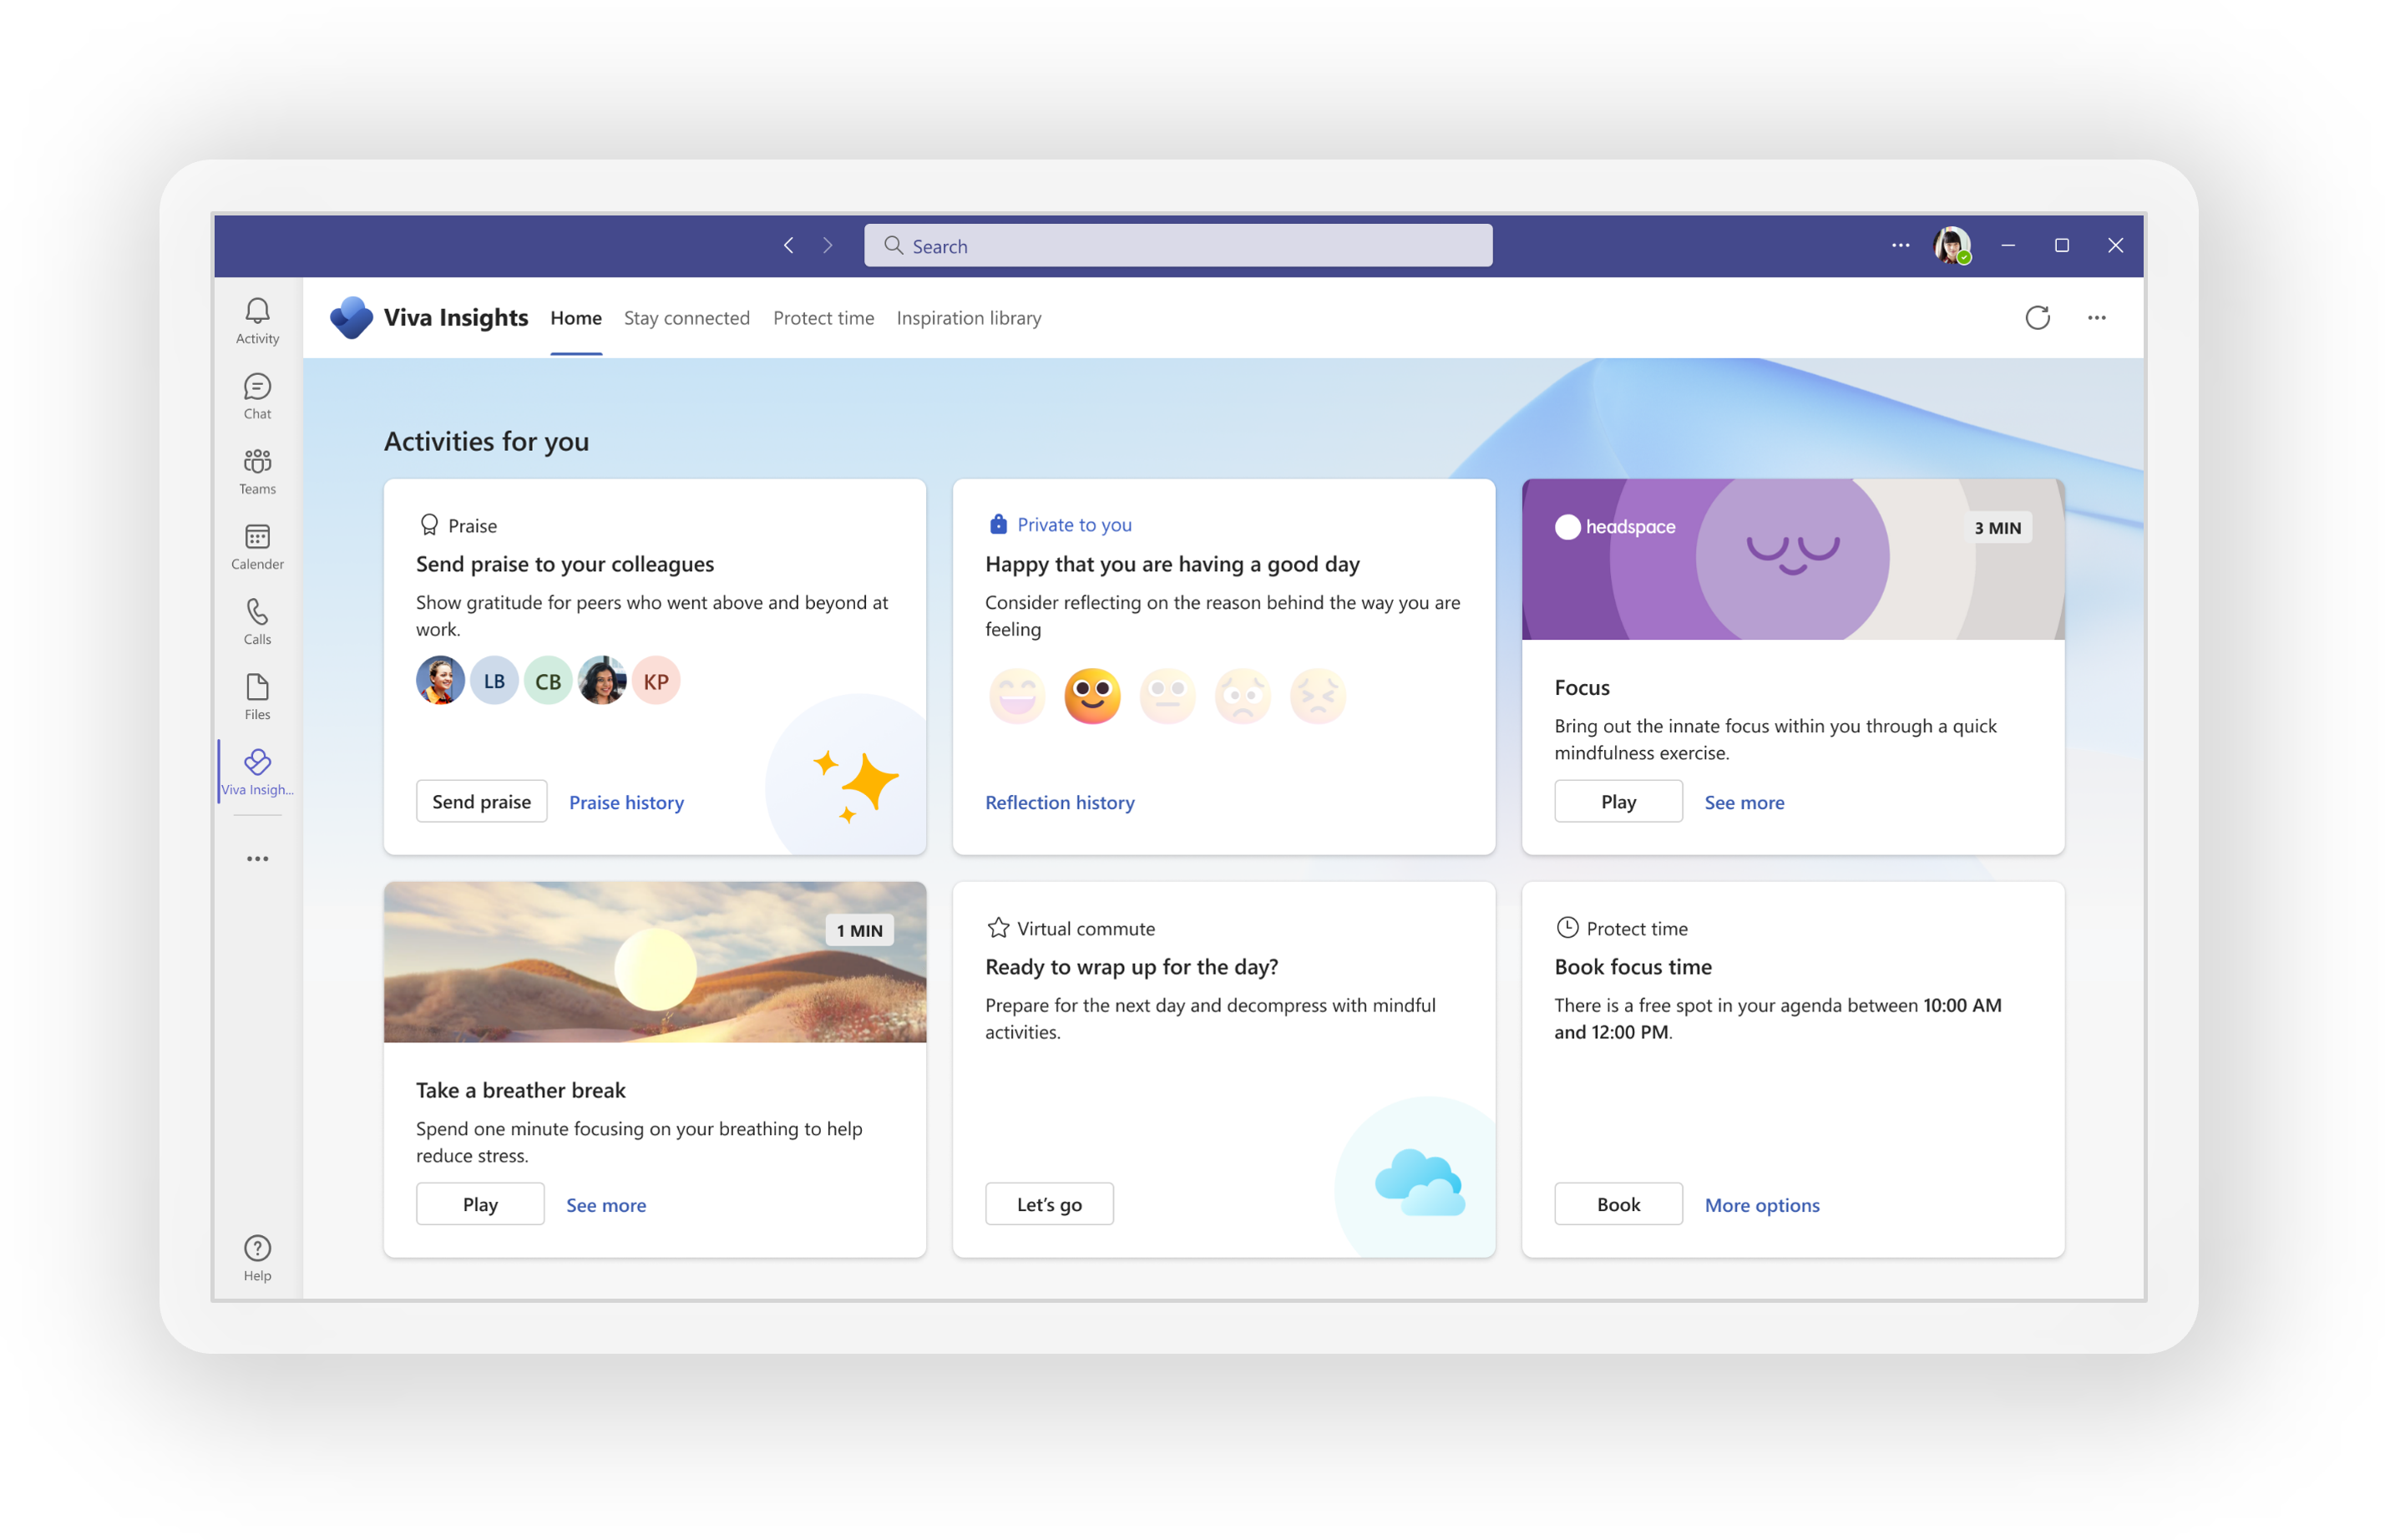 Search
Activity
Chat
Teams
Calender
Calls
Files
Viva Insigh...
Help
Viva Insights
Home
Stay connected
Protect time
Inspiration library
Activities for you
Praise
Send praise to your colleagues
Show gratitude for peers who went above and beyond at
work.
LB
CB
KP
Send praise
Praise history
Private to you
Happy that you are having a good day
Consider reflecting on the reason behind the way you are
feeling
Reflection history
headspace
3 MIN
Focus
Bring out the innate focus within you through a quick
mindfulness exercise.
Play
See more
1 MIN
Take a breather break
Spend one minute focusing on your breathing to help
reduce stress.
Play
See more
Virtual commute
Ready to wrap up for the day?
Prepare for the next day and decompress with mindful
activities.
Let’s go
Protect time
Book focus time
There is a free spot in your agenda between 10:00 AM
and 12:00 PM.
Book
More options